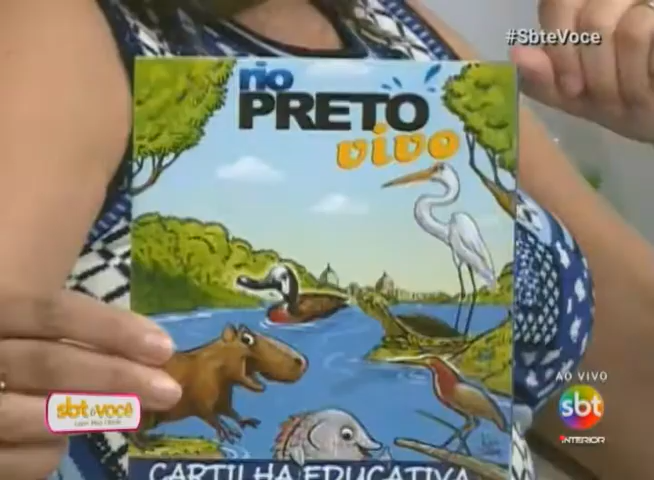 #SbteVoce
rio
PRETO
vivo
sbt e você
AO VIVO
sbt
INTERIOR
CARTILHA EDUCATIVA